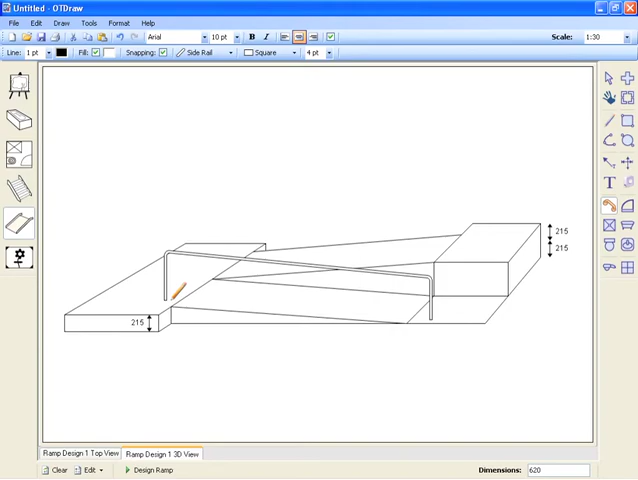 Untitled - OTDraw
File Edit Draw Tools Format Help
Arial 10 pt B I Scale: 1:30
Line: 1 pt Fill: Snapping: Side Rail Square 4 pt
T
215
215
215
Ramp Design 1 Top View Ramp Design 1 3D View
Clear Edit Design Ramp Dimensions: 620